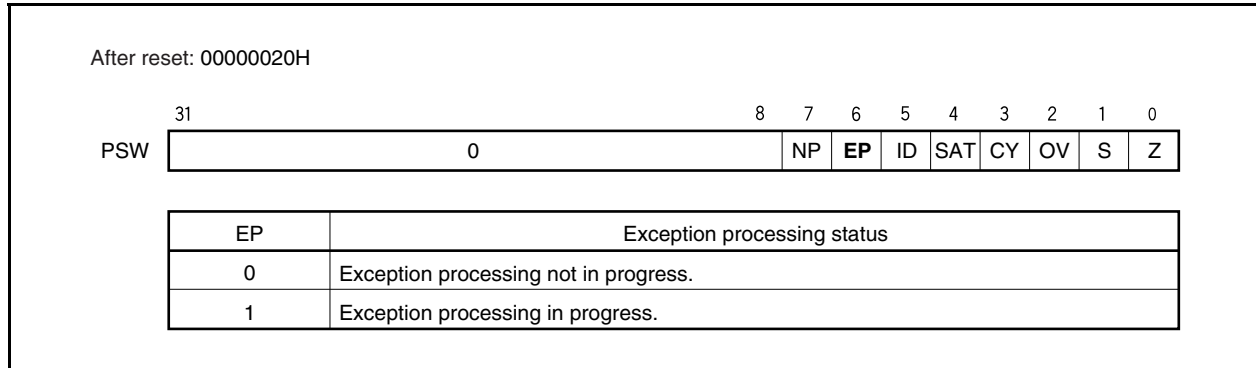 After reset: 00000020H
31 8 7 6 5 4 3 2 1 0
PSW 0 NP EP ID SAT CY OV S Z
EP Exception processing status
0 Exception processing not in progress.
1 Exception processing in progress.